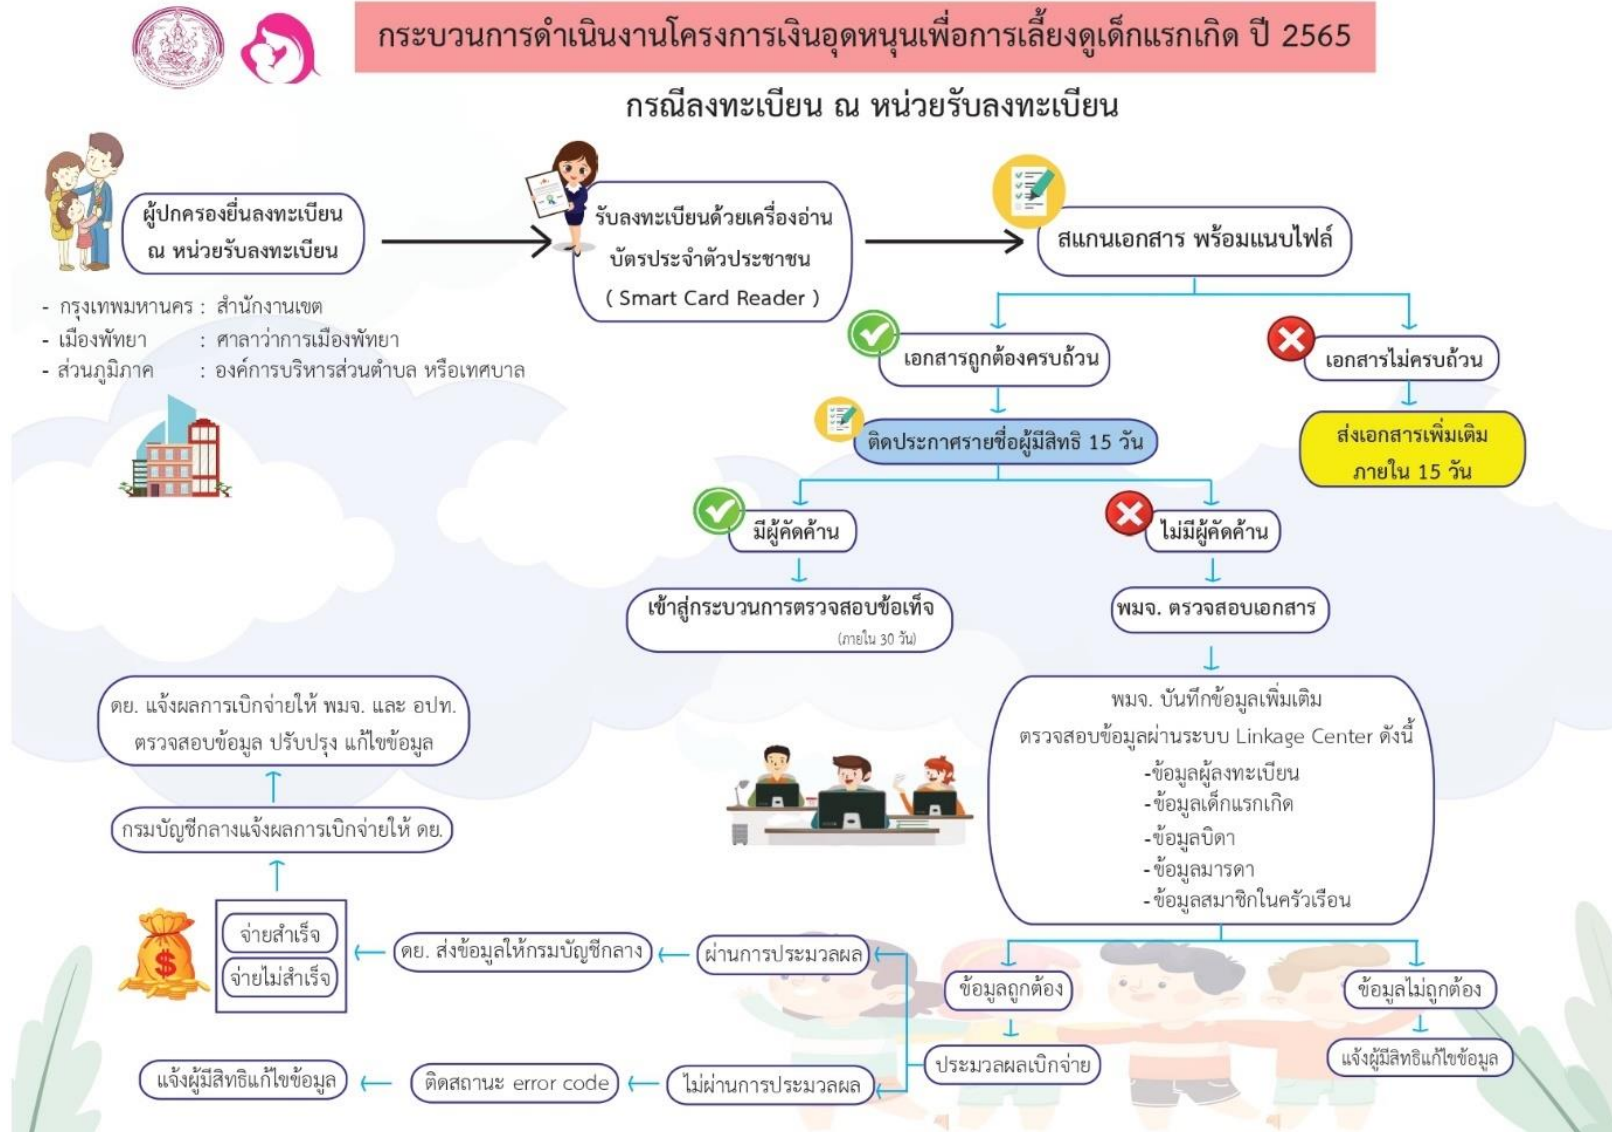 กระบวนการดำเนินงานโครงการเงินอุดหนุนเพื่อการเลี้ยงดูเด็กแรกเกิด ปี 2565
กรณีลงทะเบียน ณ หน่วยรับลงทะเบียน
ผู้ปกครองยื่นลงทะเบียน
ณ หน่วยรับลงทะเบียน
- กรุงเทพมหานคร : สำนักงานเขต
- เมืองพัทยา : ศาลาว่าการเมืองพัทยา
- ส่วนภูมิภาค : องค์การบริหารส่วนตำบล หรือเทศบาล
รับลงทะเบียนด้วยเครื่องอ่าน
บัตรประจำตัวประชาชน
( Smart Card Reader )
สแกนเอกสาร พร้อมแนบไฟล์
เอกสารถูกต้องครบถ้วน
เอกสารไม่ครบถ้วน
ติดประกาศรายชื่อผู้มีสิทธิ 15 วัน
ส่งเอกสารเพิ่มเติม
ภายใน 15 วัน
มีผู้คัดค้าน
ไม่มีผู้คัดค้าน
เข้าสู่กระบวนการตรวจสอบข้อเท็จ
(ภายใน 30 วัน)
พมจ. ตรวจสอบเอกสาร
พมจ. บันทึกข้อมูลเพิ่มเติม
ตรวจสอบข้อมูลผ่านระบบ Linkage Center ดังนี้
-ข้อมูลผู้ลงทะเบียน
-ข้อมูลเด็กแรกเกิด
-ข้อมูลบิดา
-ข้อมูลมารดา
-ข้อมูลสมาชิกในครัวเรือน
ข้อมูลถูกต้อง
ข้อมูลไม่ถูกต้อง
ประมวลผลเบิกจ่าย
แจ้งผู้มีสิทธิแก้ไขข้อมูล
ผ่านการประมวลผล
ดย. ส่งข้อมูลให้กรมบัญชีกลาง
จ่ายสำเร็จ
จ่ายไม่สำเร็จ
กรมบัญชีกลางแจ้งผลการเบิกจ่ายให้ ดย.
ดย. แจ้งผลการเบิกจ่ายให้ พมจ. และ อปท.
ตรวจสอบข้อมูล ปรับปรุง แก้ไขข้อมูล
ไม่ผ่านการประมวลผล
ติดสถานะ error code
แจ้งผู้มีสิทธิแก้ไขข้อมูล